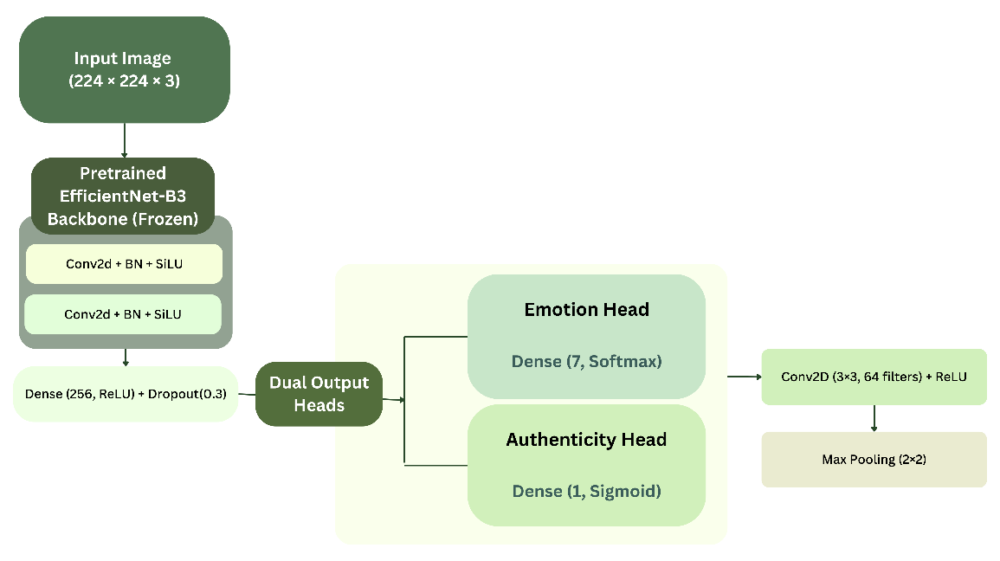 Input Image
(224 × 224 × 3)
Pretrained
EfficientNet-B3
Backbone (Frozen)
Conv2d + BN + SiLU
Conv2d + BN + SiLU
Dense (256, ReLU) + Dropout(0.3)
Dual Output
Heads
Emotion Head
Dense (7, Softmax)
Authenticity Head
Dense (1, Sigmoid)
Conv2D (3×3, 64 filters) + ReLU
Max Pooling (2×2)